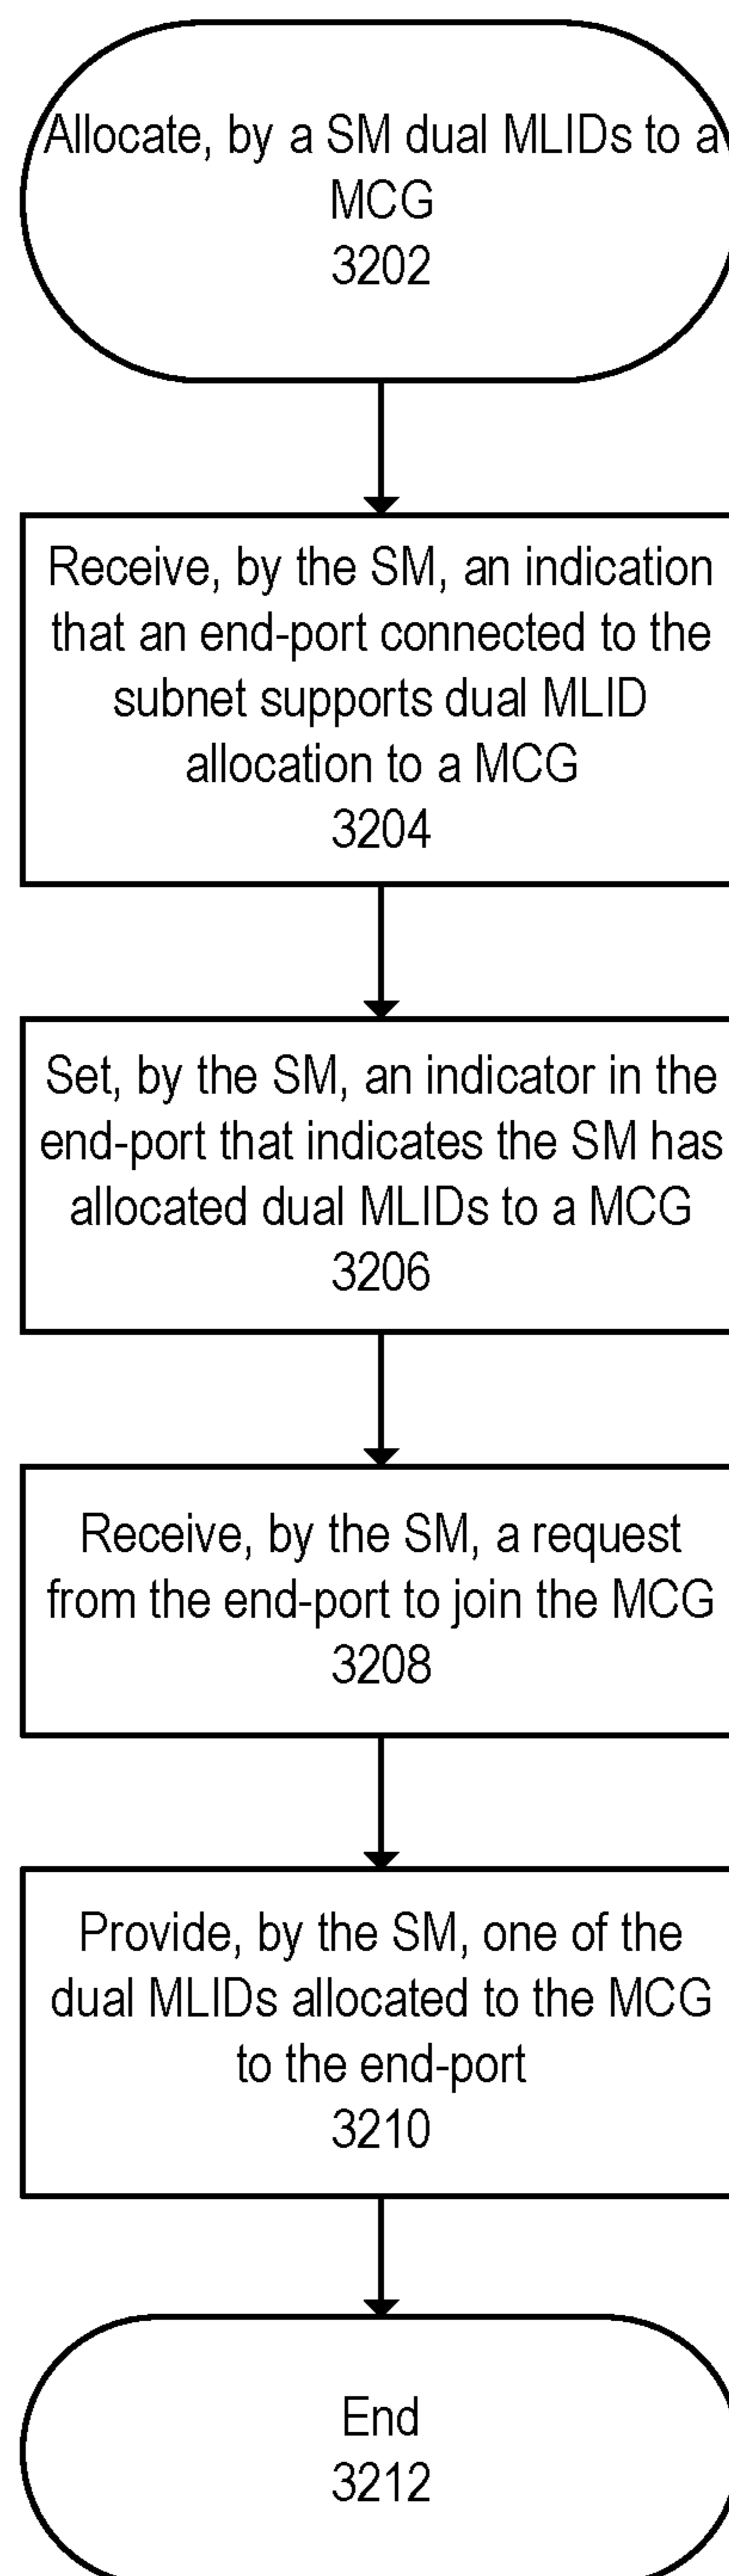 Allocate, by a SM dual MLIDs to a
MCG
3202
Receive, by the SM, an indication
that an end-port connected to the
subnet supports dual MLID
allocation to a MCG
3204
Set, by the SM, an indicator in the
end-port that indicates the SM has
allocated dual MLIDs to a MCG
3206
Receive, by the SM, a request
from the end-port to join the MCG
3208
Provide, by the SM, one of the
dual MLIDs allocated to the MCG
to the end-port
3210
End
3212